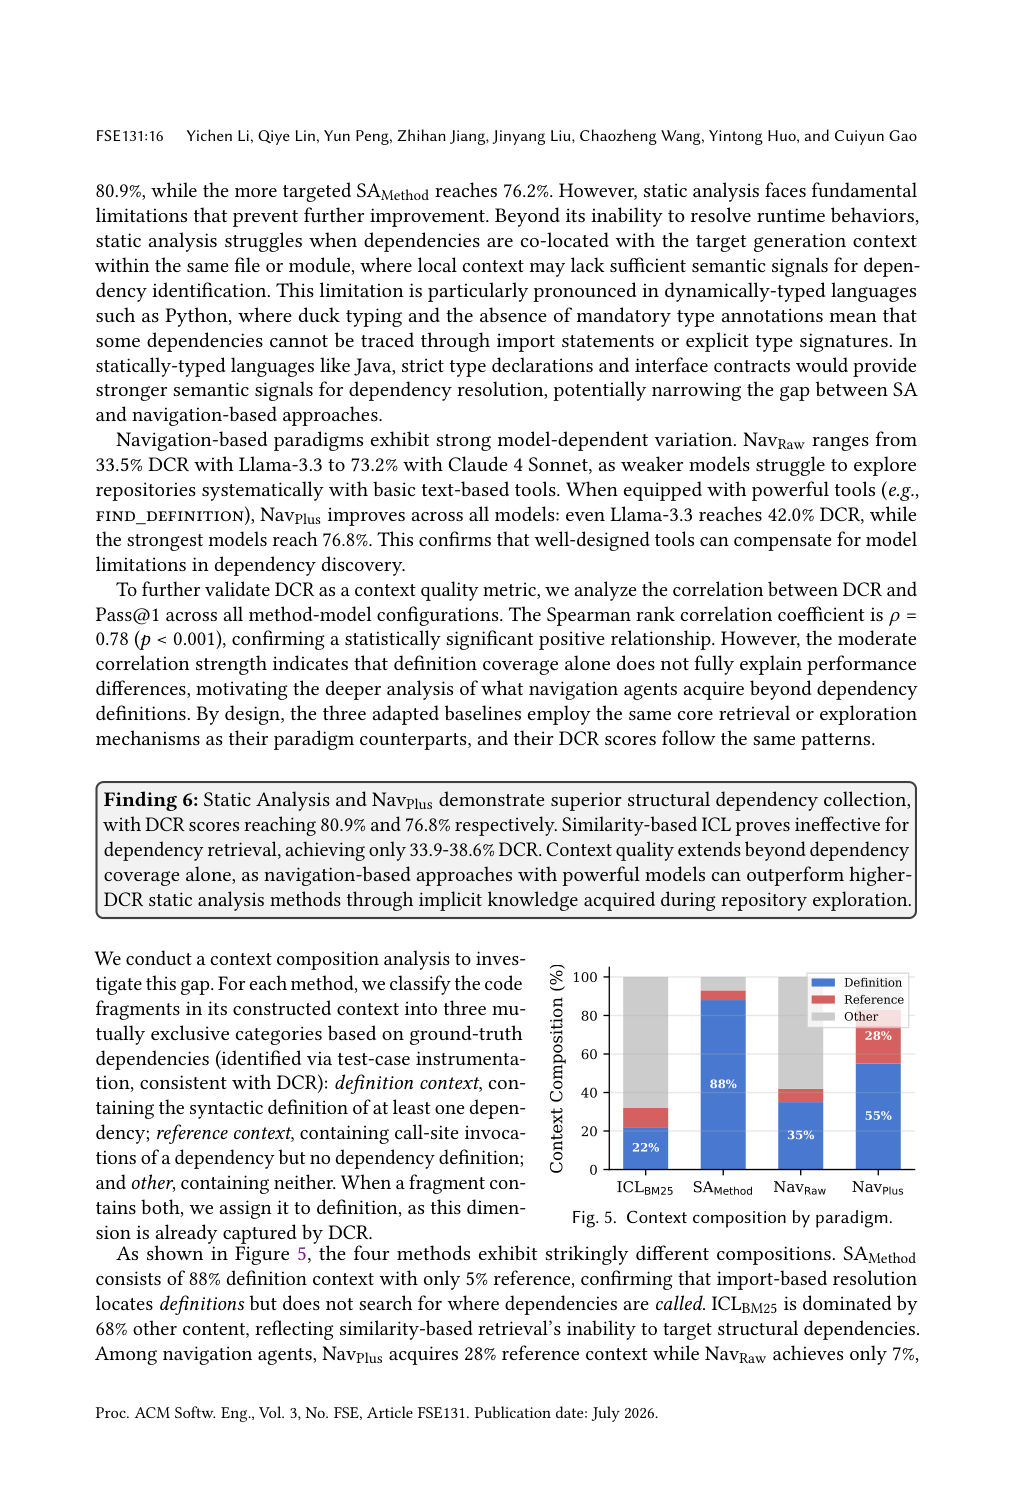 FSE131:16 Yichen Li, Qiye Lin, Yun Peng, Zhihan Jiang, Jinyang Liu, Chaozheng Wang, Yintong Huo, and Cuiyun Gao
80.9%, while the more targeted SAMethod reaches 76.2%. However, static analysis faces fundamental
limitations that prevent further improvement. Beyond its inability to resolve runtime behaviors,
static analysis struggles when dependencies are co-located with the target generation context
within the same file or module, where local context may lack sufficient semantic signals for depen-
dency identification. This limitation is particularly pronounced in dynamically-typed languages
such as Python, where duck typing and the absence of mandatory type annotations mean that
some dependencies cannot be traced through import statements or explicit type signatures. In
statically-typed languages like Java, strict type declarations and interface contracts would provide
stronger semantic signals for dependency resolution, potentially narrowing the gap between SA
and navigation-based approaches.
Navigation-based paradigms exhibit strong model-dependent variation. NavRaw ranges from
33.5% DCR with Llama-3.3 to 73.2% with Claude 4 Sonnet, as weaker models struggle to explore
repositories systematically with basic text-based tools. When equipped with powerful tools (e.g.,
FIND_DEFINITION), NavPlus improves across all models: even Llama-3.3 reaches 42.0% DCR, while
the strongest models reach 76.8%. This confirms that well-designed tools can compensate for model
limitations in dependency discovery.
To further validate DCR as a context quality metric, we analyze the correlation between DCR and
Pass@1 across all method-model configurations. The Spearman rank correlation coefficient is ρ =
0.78 (p < 0.001), confirming a statistically significant positive relationship. However, the moderate
correlation strength indicates that definition coverage alone does not fully explain performance
differences, motivating the deeper analysis of what navigation agents acquire beyond dependency
definitions. By design, the three adapted baselines employ the same core retrieval or exploration
mechanisms as their paradigm counterparts, and their DCR scores follow the same patterns.
Finding 6: Static Analysis and NavPlus demonstrate superior structural dependency collection,
with DCR scores reaching 80.9% and 76.8% respectively. Similarity-based ICL proves ineffective for
dependency retrieval, achieving only 33.9-38.6% DCR. Context quality extends beyond dependency
coverage alone, as navigation-based approaches with powerful models can outperform higher-
DCR static analysis methods through implicit knowledge acquired during repository exploration.
We conduct a context composition analysis to inves-
tigate this gap. For each method, we classify the code
fragments in its constructed context into three mu-
tually exclusive categories based on ground-truth
dependencies (identified via test-case instrumenta-
tion, consistent with DCR): definition context, con-
taining the syntactic definition of at least one depen-
dency; reference context, containing call-site invoca-
tions of a dependency but no dependency definition;
and other, containing neither. When a fragment con-
tains both, we assign it to definition, as this dimen-
sion is already captured by DCR.
Context Composition (%)
100
80
60
40
20
0
Definition
Reference
Other
22%
88%
35%
28%
55%
ICLBM25 SAMethod NavRaw NavPlus
Fig. 5. Context composition by paradigm.
As shown in Figure 5, the four methods exhibit strikingly different compositions. SAMethod
consists of 88% definition context with only 5% reference, confirming that import-based resolution
locates definitions but does not search for where dependencies are called. ICLBM25 is dominated by
68% other content, reflecting similarity-based retrieval's inability to target structural dependencies.
Among navigation agents, NavPlus acquires 28% reference context while NavRaw achieves only 7%,
Proc. ACM Softw. Eng., Vol. 3, No. FSE, Article FSE131. Publication date: July 2026.